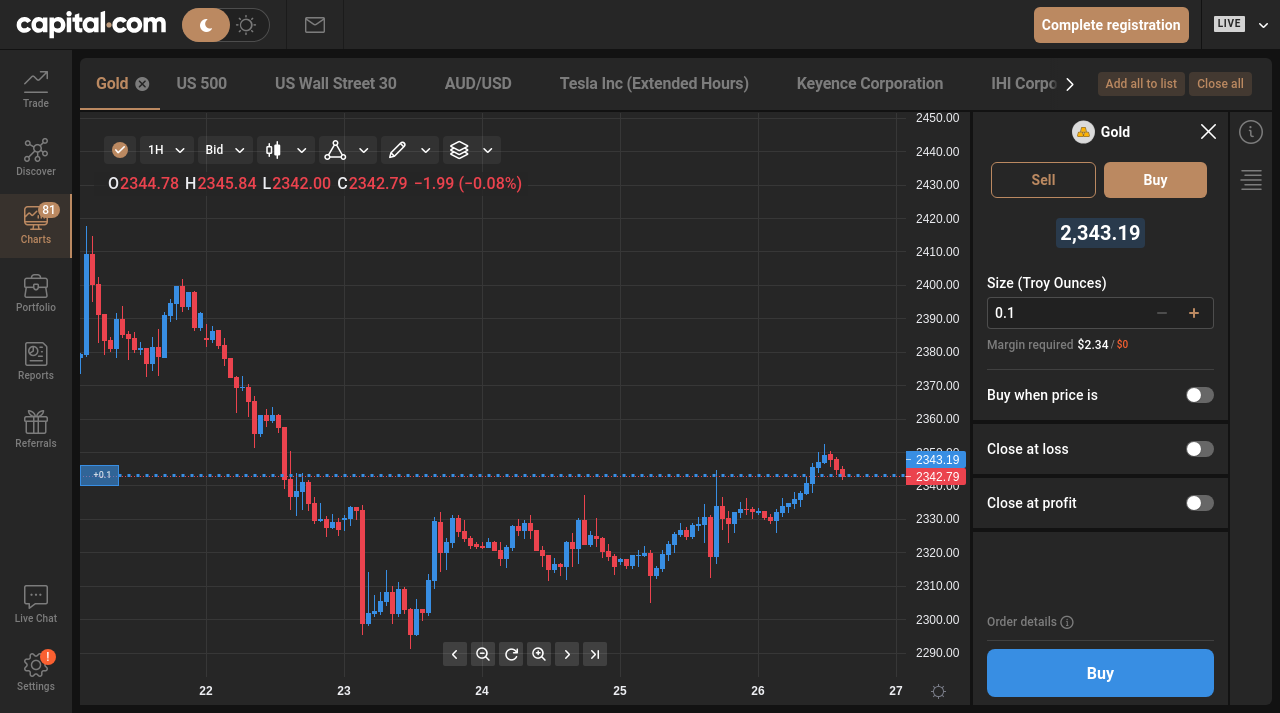 capital.com
Complete registration
LIVE
Trade
Discover
81
Charts
Portfolio
Reports
Referrals
Live Chat
!
Settings
Gold
US 500
US Wall Street 30
AUD/USD
Tesla Inc (Extended Hours)
Keyence Corporation
IHI Corpo
Add all to list
Close all
1H
Bid
O2344.78 H2345.84 L2342.00 C2342.79 −1.99 (−0.08%)
+0.1
2450.00
2440.00
2430.00
2420.00
2410.00
2400.00
2390.00
2380.00
2370.00
2360.00
2350.00
2343.19
2342.79
2340.00
2330.00
2320.00
2310.00
2300.00
2290.00
22
23
24
25
26
27
Gold
Sell
Buy
2,343.19
Size (Troy Ounces)
0.1
Margin required $2.34 / $0
Buy when price is
Close at loss
Close at profit
Order details
Buy